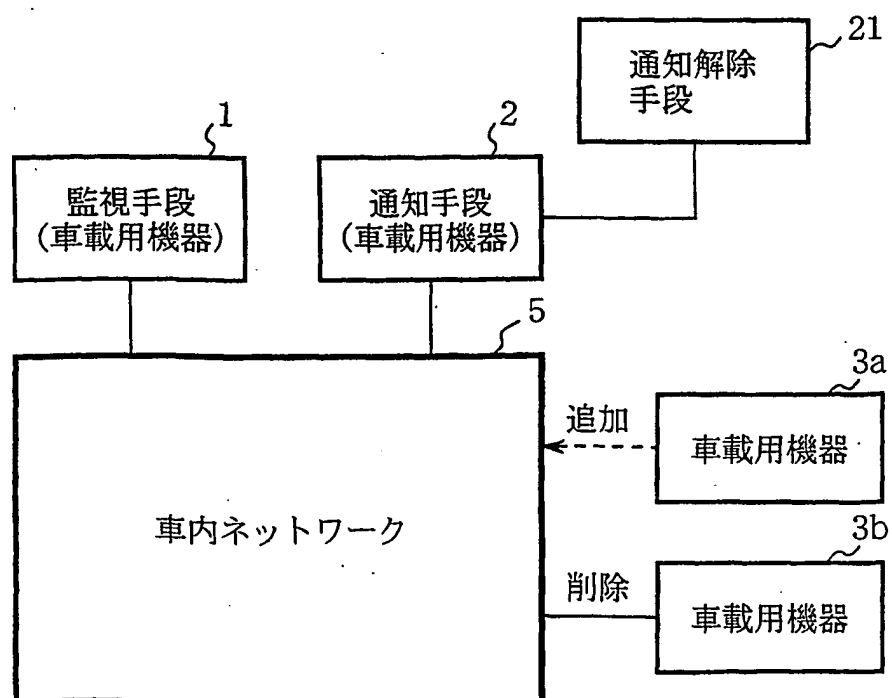 21
通知解除
手段
1
2
監視手段
(車載用機器)
通知手段
(車載用機器)
5
3a
追加
車載用機器
車内ネットワーク
3b
削除
車載用機器